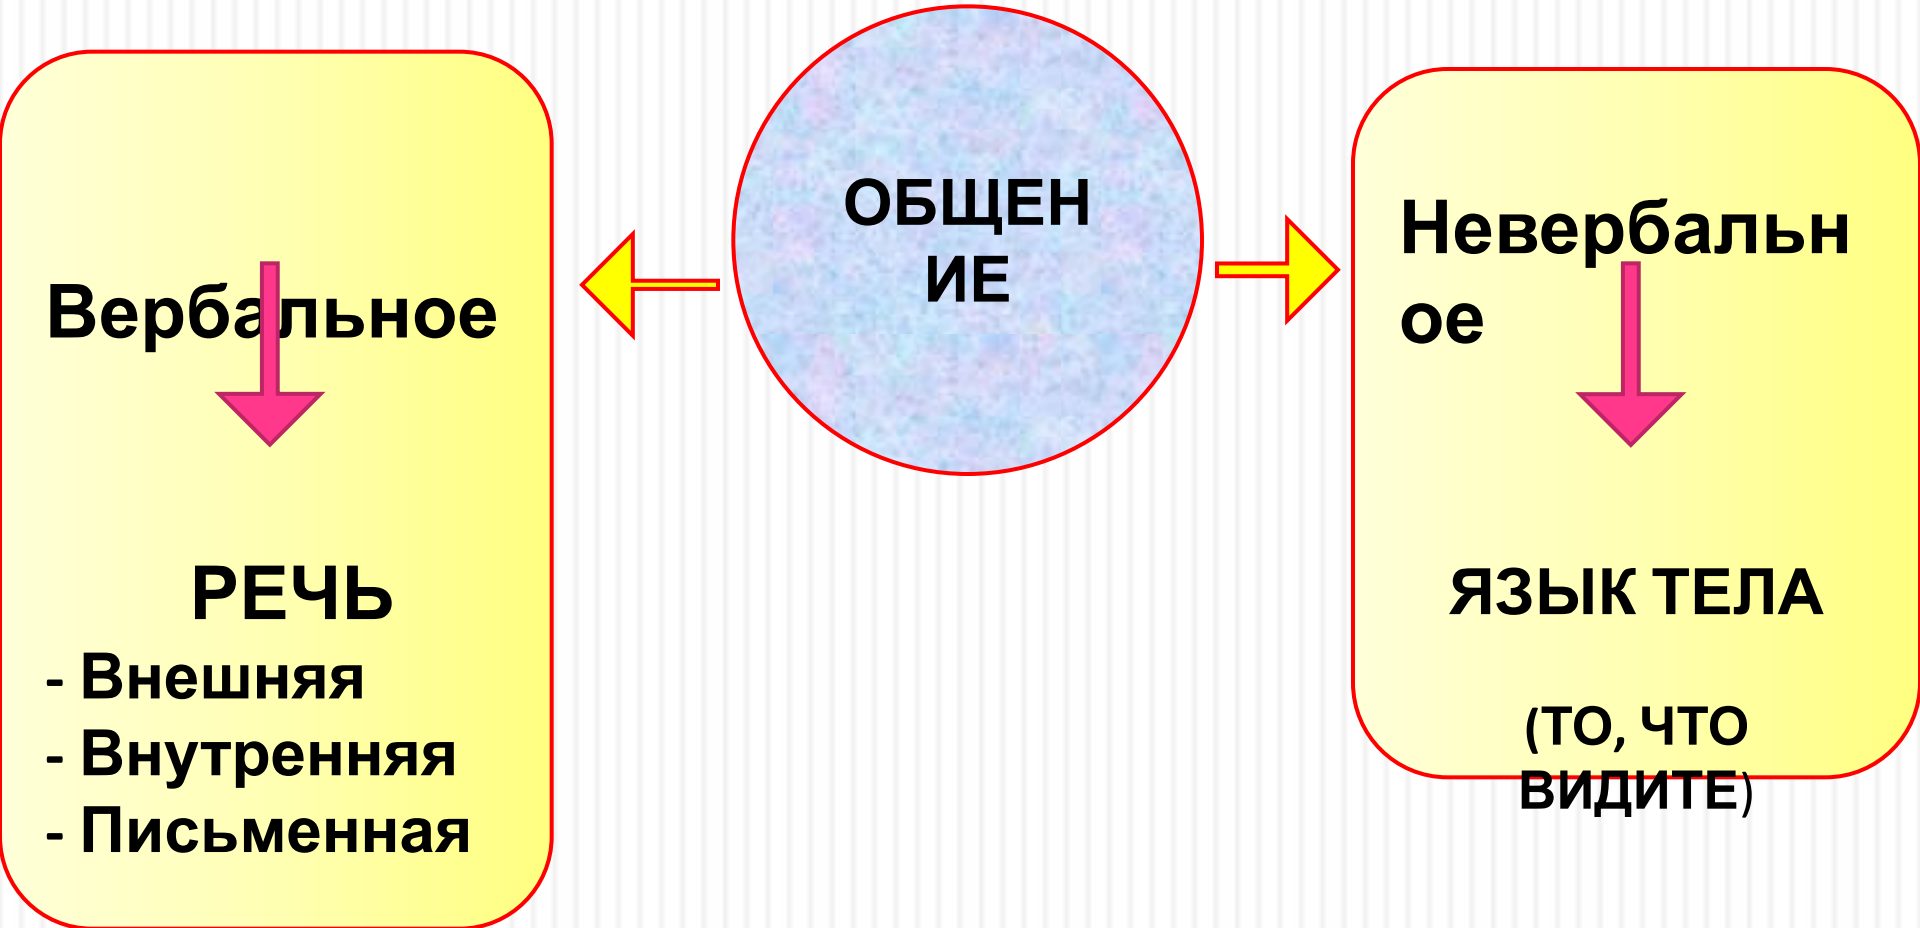 Вербальное
РЕЧЬ
- Внешняя
- Внутренняя
- Письменная
ОБЩЕН
ИЕ
Невербальн
ое
ЯЗЫК ТЕЛА
(ТО, ЧТО
ВИДИТЕ)